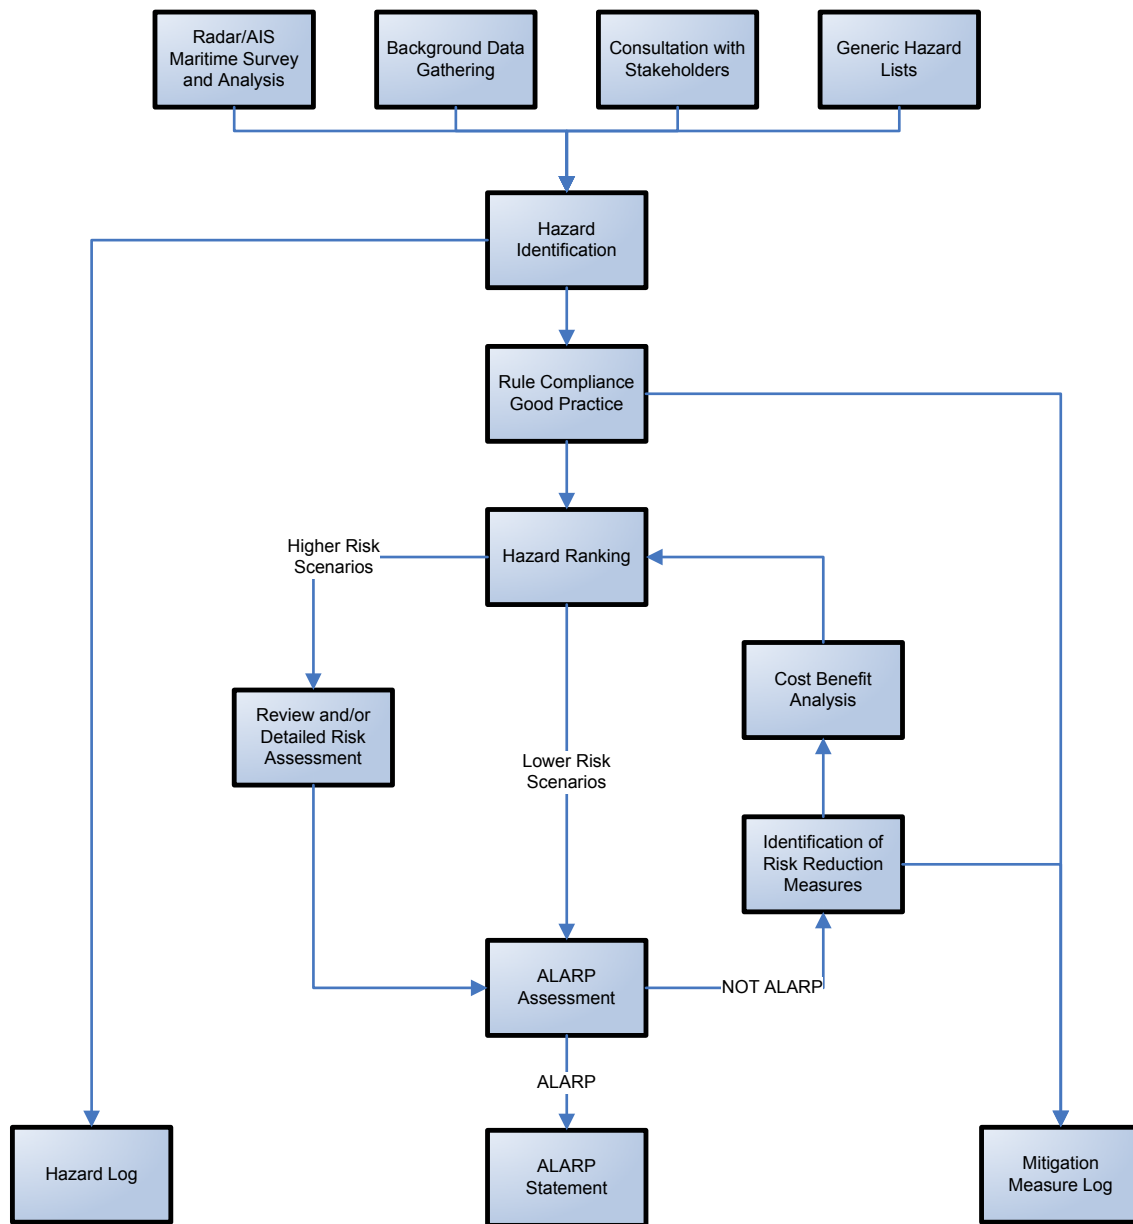 Radar/AIS
Maritime Survey
and Analysis
Background Data
Gathering
Consultation with
Stakeholders
Generic Hazard
Lists
Hazard
Identification
Rule Compliance
Good Practice
Higher Risk
Scenarios
Hazard Ranking
Cost Benefit
Analysis
Review and/or
Detailed Risk
Assessment
Lower Risk
Scenarios
Identification of
Risk Reduction
Measures
ALARP
Assessment
NOT ALARP
ALARP
Hazard Log
ALARP
Statement
Mitigation
Measure Log